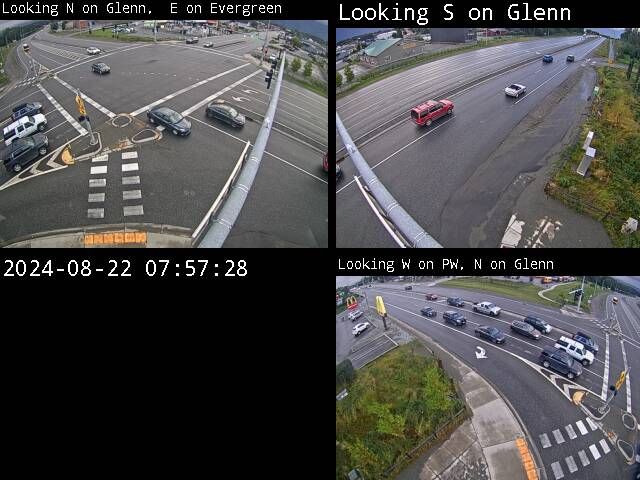 Looking N on Glenn,  E on Evergreen
Looking S on Glenn
2024-08-22 07:57:28
Looking W on PW, N on Glenn